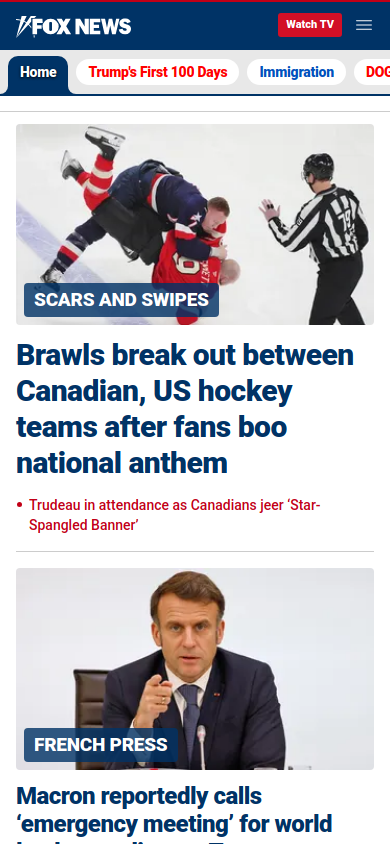 FOX NEWS
Watch TV
Home
Trump's First 100 Days
Immigration
DOG
79
SCARS AND SWIPES
Brawls break out between
Canadian, US hockey
teams after fans boo
national anthem
• Trudeau in attendance as Canadians jeer ‘Star-
Spangled Banner’
FRENCH PRESS
Macron reportedly calls
‘emergency meeting’ for world